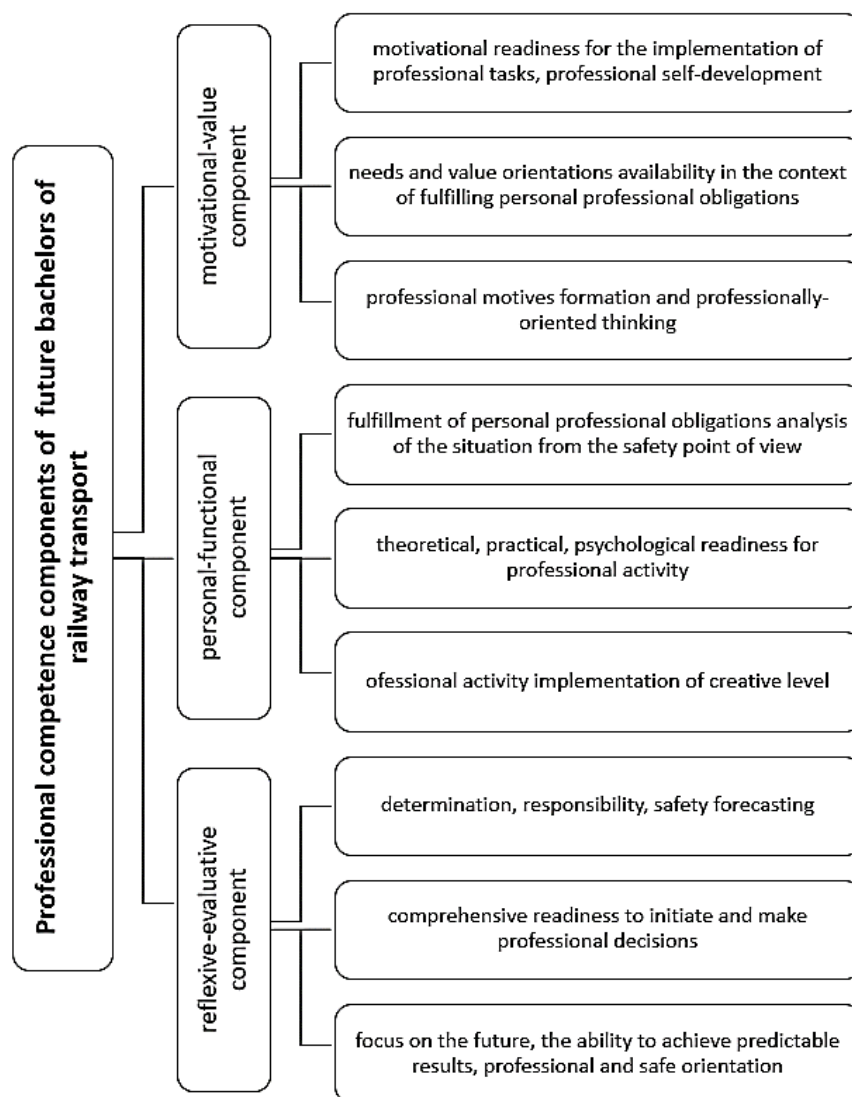 Professional competence components of future bachelors of
railway transport
motivational-value
component
motivational readiness for the implementation of
professional tasks, professional self-development
needs and value orientations availability in the context
of fulfilling personal professional obligations
professional motives formation and professionally-
oriented thinking
personal-functional
component
fulfillment of personal professional obligations analysis
of the situation from the safety point of view
theoretical, practical, psychological readiness for
professional activity
ofessional activity implementation of creative level
reflexive-evaluative
component
determination, responsibility, safety forecasting
comprehensive readiness to initiate and make
professional decisions
focus on the future, the ability to achieve predictable
results, professional and safe orientation